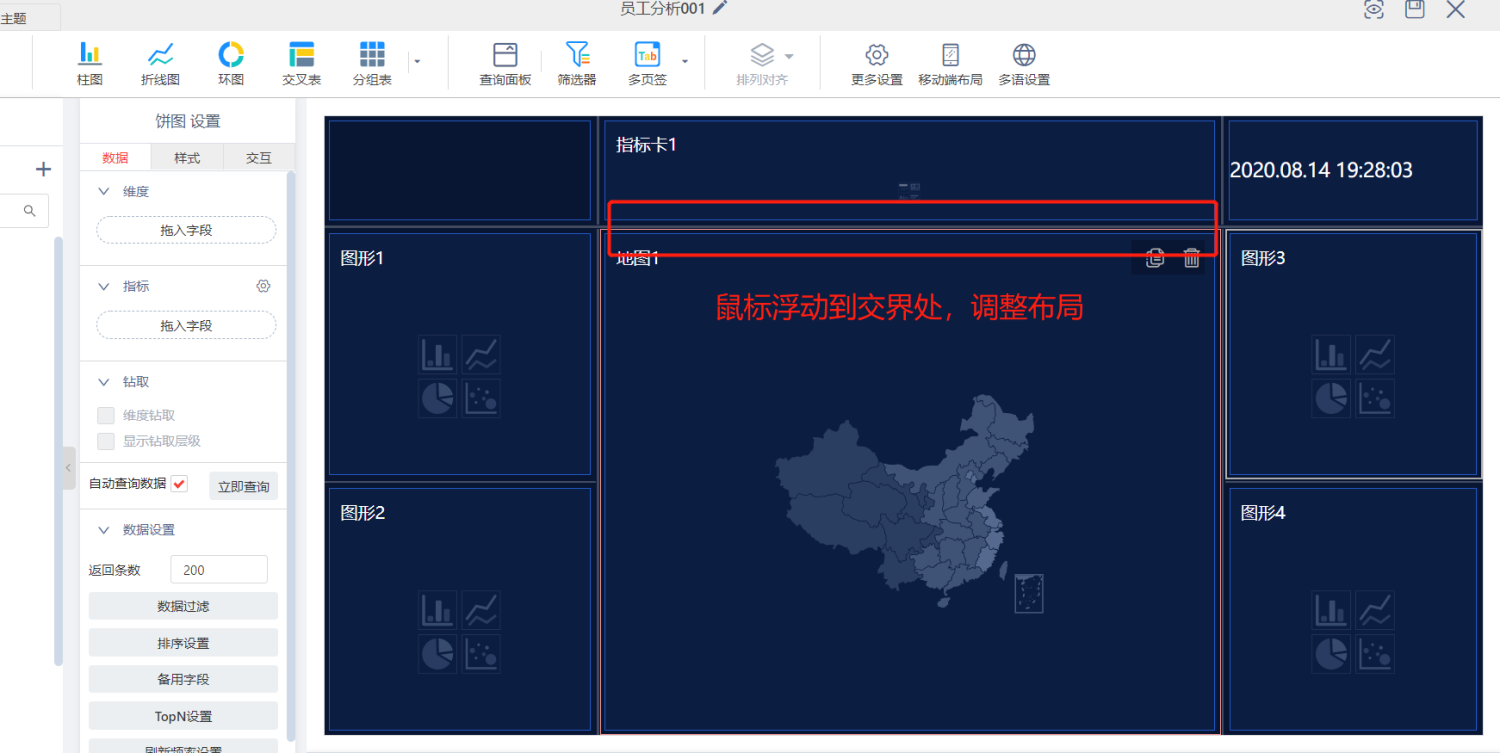 主题
员工分析001
柱图
折线图
环图
交叉表
分组表
查询面板
筛选器
Tab
多页签
排列对齐
更多设置
移动端布局
多语设置
饼图 设置
数据
样式
交互
维度
拖入字段
指标
拖入字段
钻取
维度钻取
显示钻取层级
自动查询数据
立即查询
数据设置
返回条数
200
数据过滤
排序设置
备用字段
TopN设置
刷新频率设置
指标卡1
2020.08.14 19:28:03
图形1
地图1
图形3
鼠标浮动到交界处，调整布局
图形2
图形4